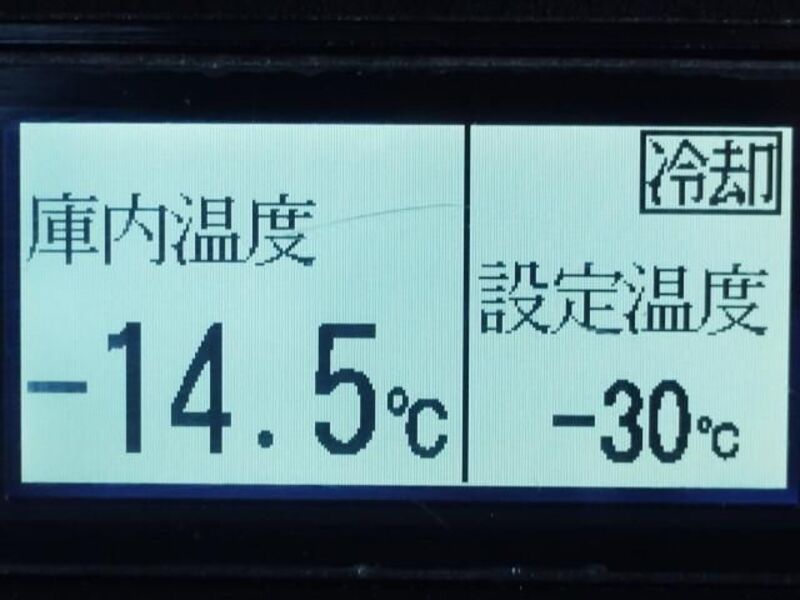 庫内温度
-14.5℃
冷却
設定温度
-30℃